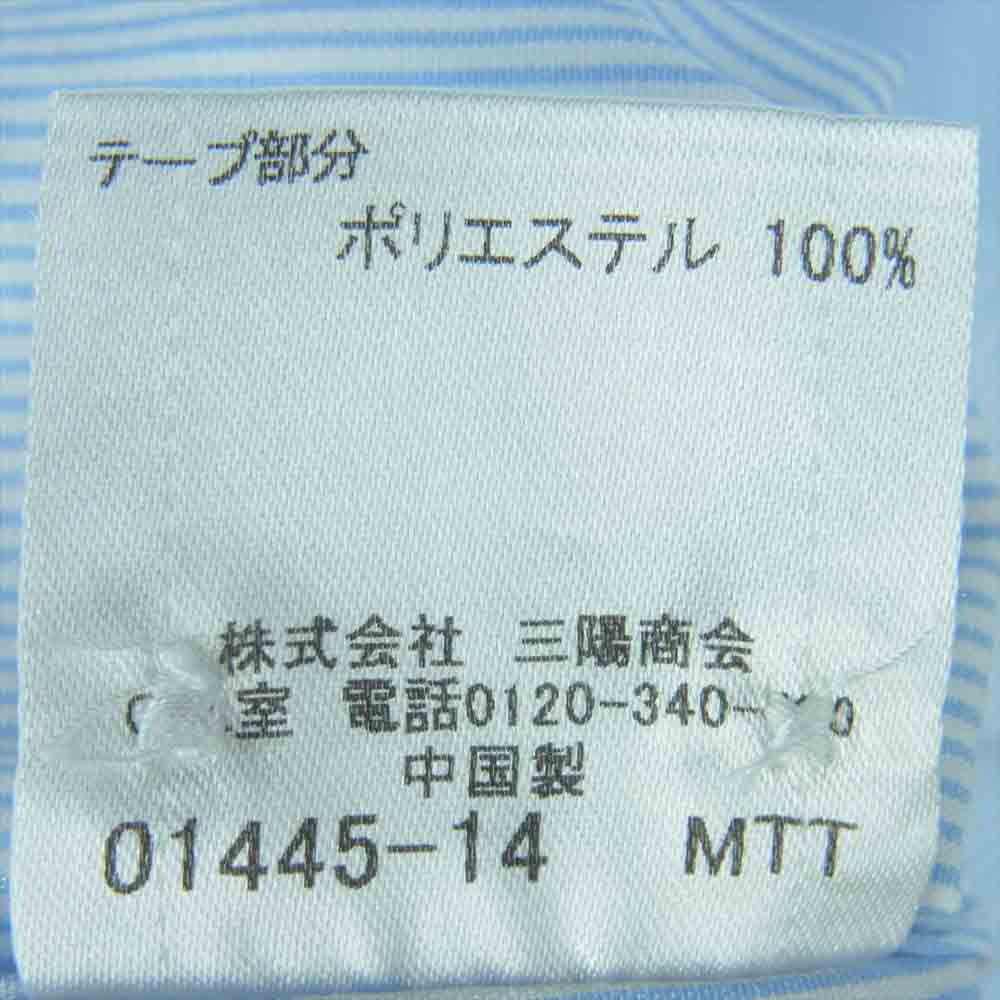 テープ部分
ポリエステル 100%
株式会社 三陽商会
室 電話0120-340-
中国製
01445-14 MTT